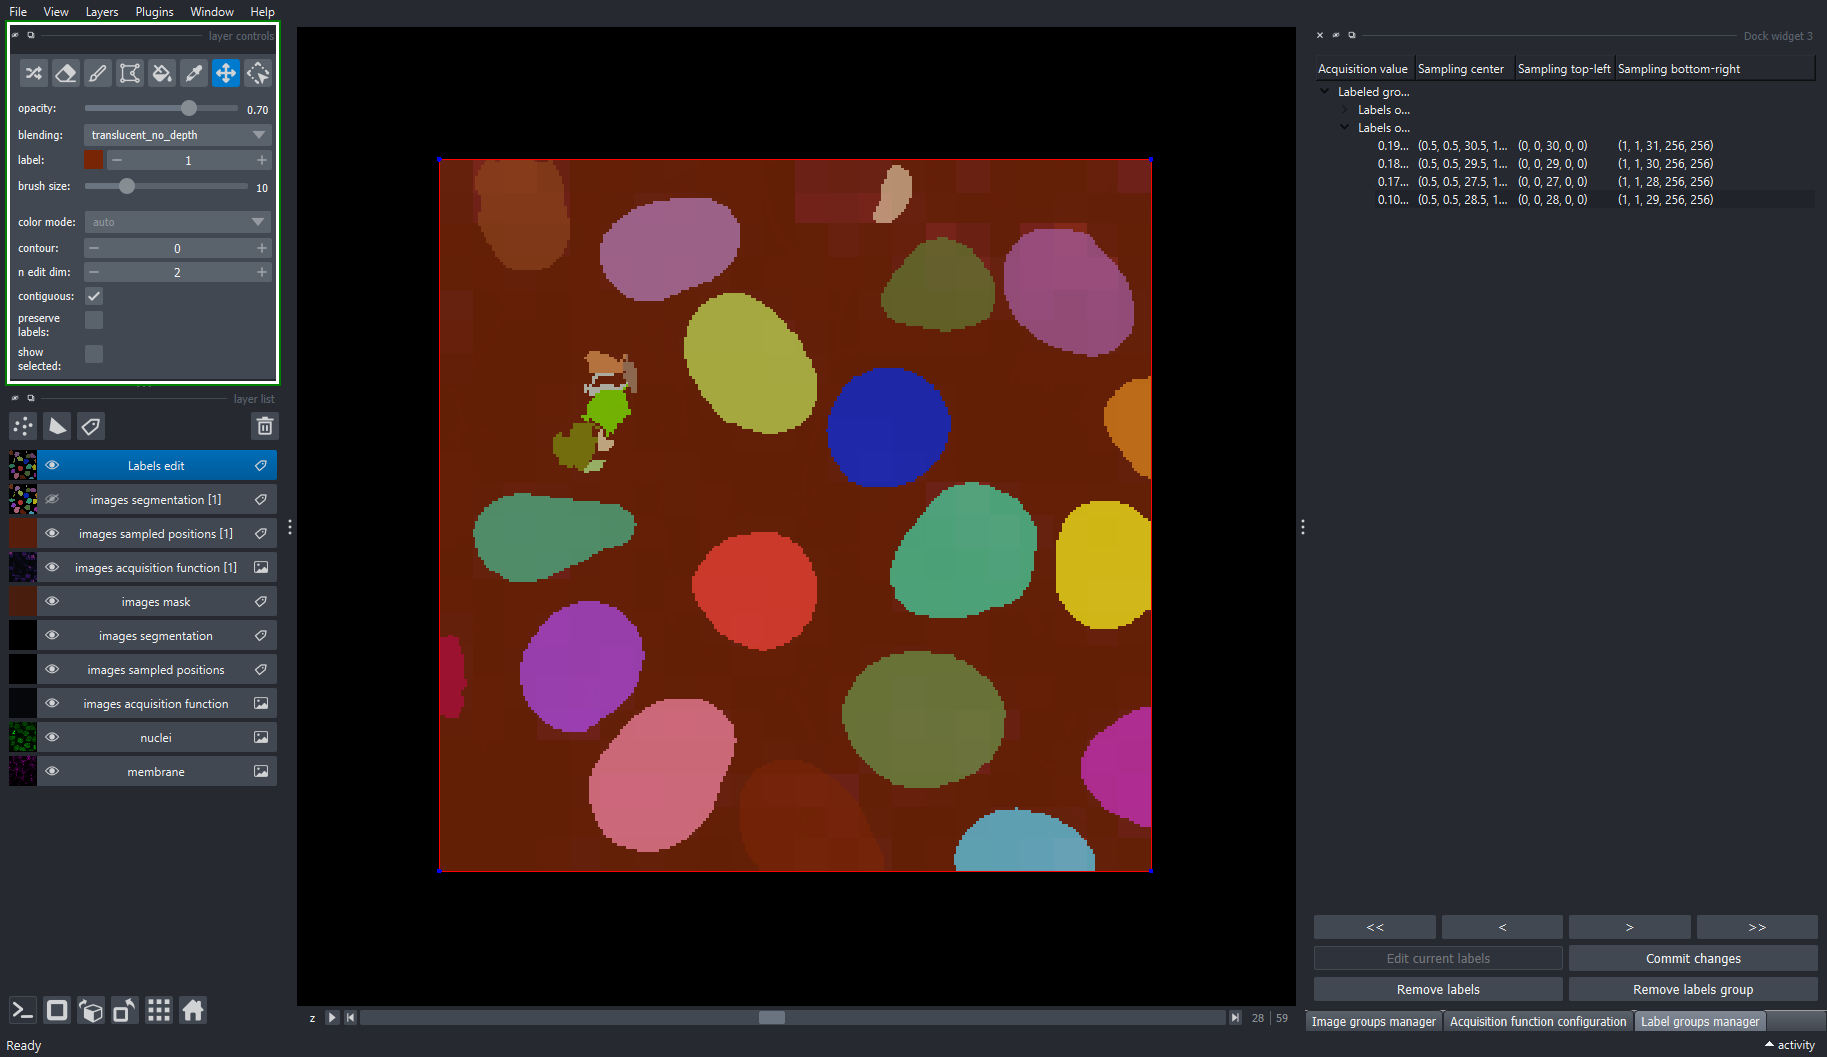 File View Layers Plugins Window Help
layer controls
opacity: 0.70
blending: translucent_no_depth
label: 1
brush size: 10
color mode: auto
contour: 0
n edit dim: 2
contiguous:
preserve
labels:
show
selected:
layer list
Labels edit
images segmentation [1]
images sampled positions [1]
images acquisition function [1]
images mask
images segmentation
images sampled positions
images acquisition function
nuclei
membrane
Ready
z 28 59
Dock widget 3
Acquisition value Sampling center Sampling top-left Sampling bottom-right
Labeled gro...
Labels o...
Labels o...
0.19... (0.5, 0.5, 30.5, 1... (0, 0, 30, 0, 0) (1, 1, 31, 256, 256)
0.18... (0.5, 0.5, 29.5, 1... (0, 0, 29, 0, 0) (1, 1, 30, 256, 256)
0.17... (0.5, 0.5, 27.5, 1... (0, 0, 27, 0, 0) (1, 1, 28, 256, 256)
0.10... (0.5, 0.5, 28.5, 1... (0, 0, 28, 0, 0) (1, 1, 29, 256, 256)
<< < > >>
Edit current labels Commit changes
Remove labels Remove labels group
Image groups manager Acquisition function configuration Label groups manager
activity